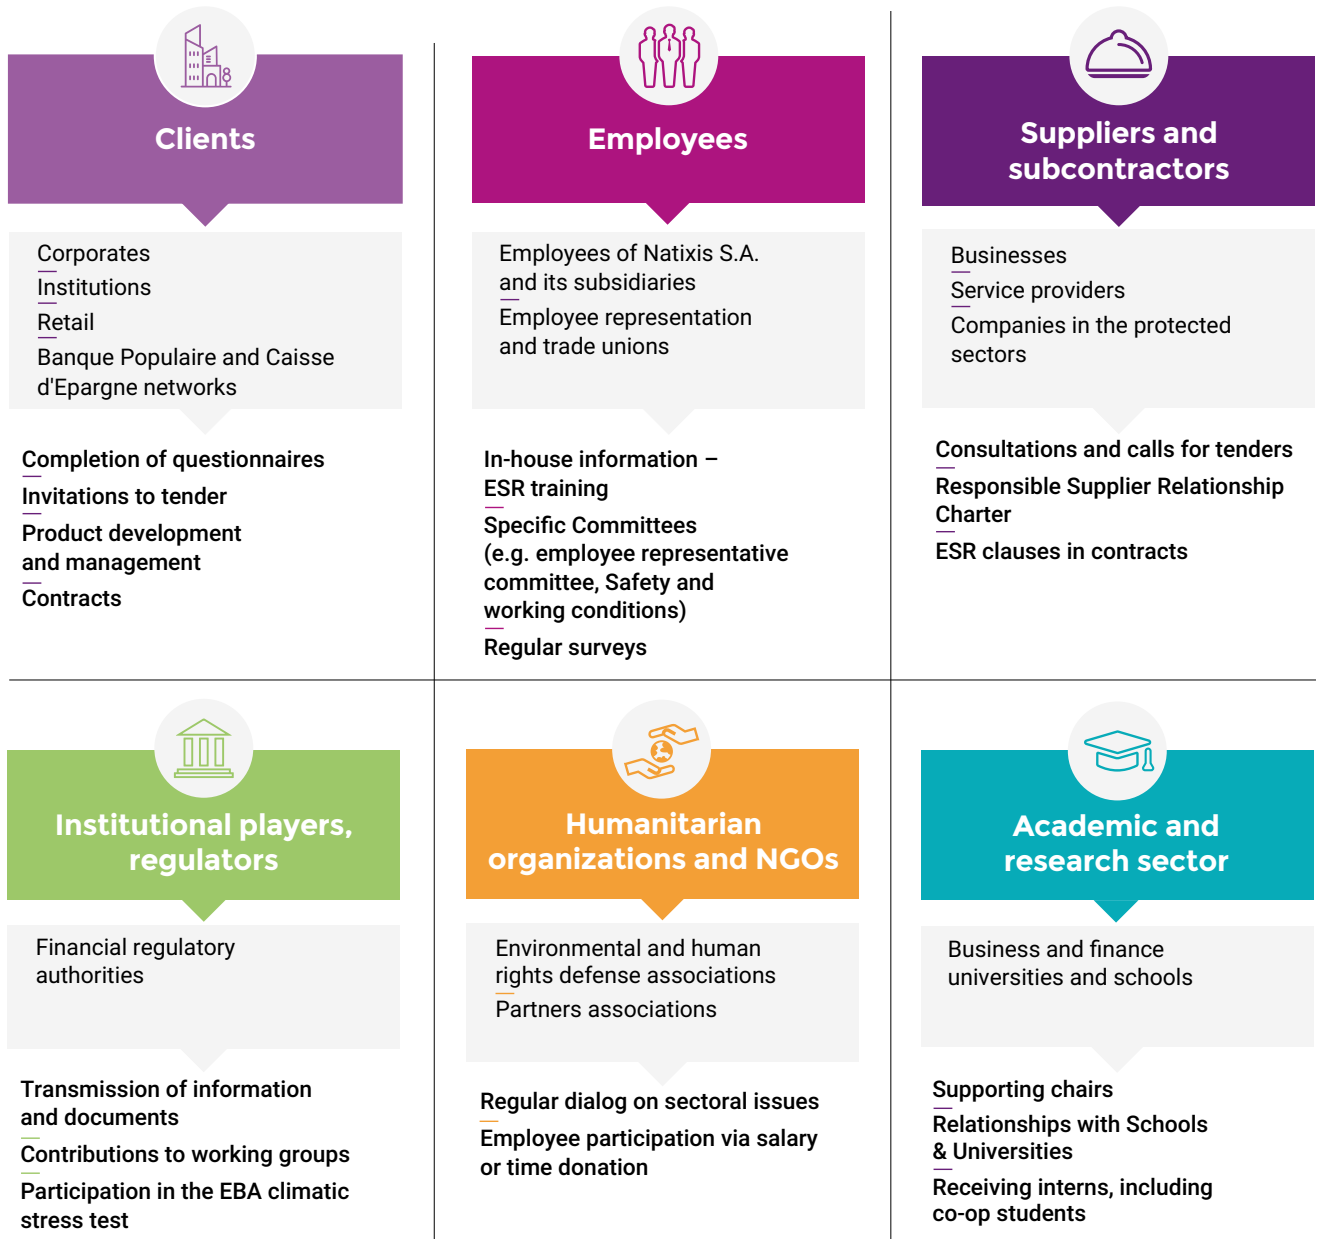 Clients
Corporates
Institutions
Retail
Banque Populaire and Caisse
d'Epargne networks
Completion of questionnaires
Invitations to tender
Product development
and management
Contracts
Employees
Employees of Natixis S.A.
and its subsidiaries
Employee representation
and trade unions
In-house information –
ESR training
Specific Committees
(e.g. employee representative
committee, Safety and
working conditions)
Regular surveys
Suppliers and
subcontractors
Businesses
Service providers
Companies in the protected
sectors
Consultations and calls for tenders
Responsible Supplier Relationship
Charter
ESR clauses in contracts
Institutional players,
regulators
Financial regulatory
authorities
Transmission of information
and documents
Contributions to working groups
Participation in the EBA climatic
stress test
Humanitarian
organizations and NGOs
Environmental and human
rights defense associations
Partners associations
Regular dialog on sectoral issues
Employee participation via salary
or time donation
Academic and
research sector
Business and finance
universities and schools
Supporting chairs
Relationships with Schools
& Universities
Receiving interns, including
co-op students